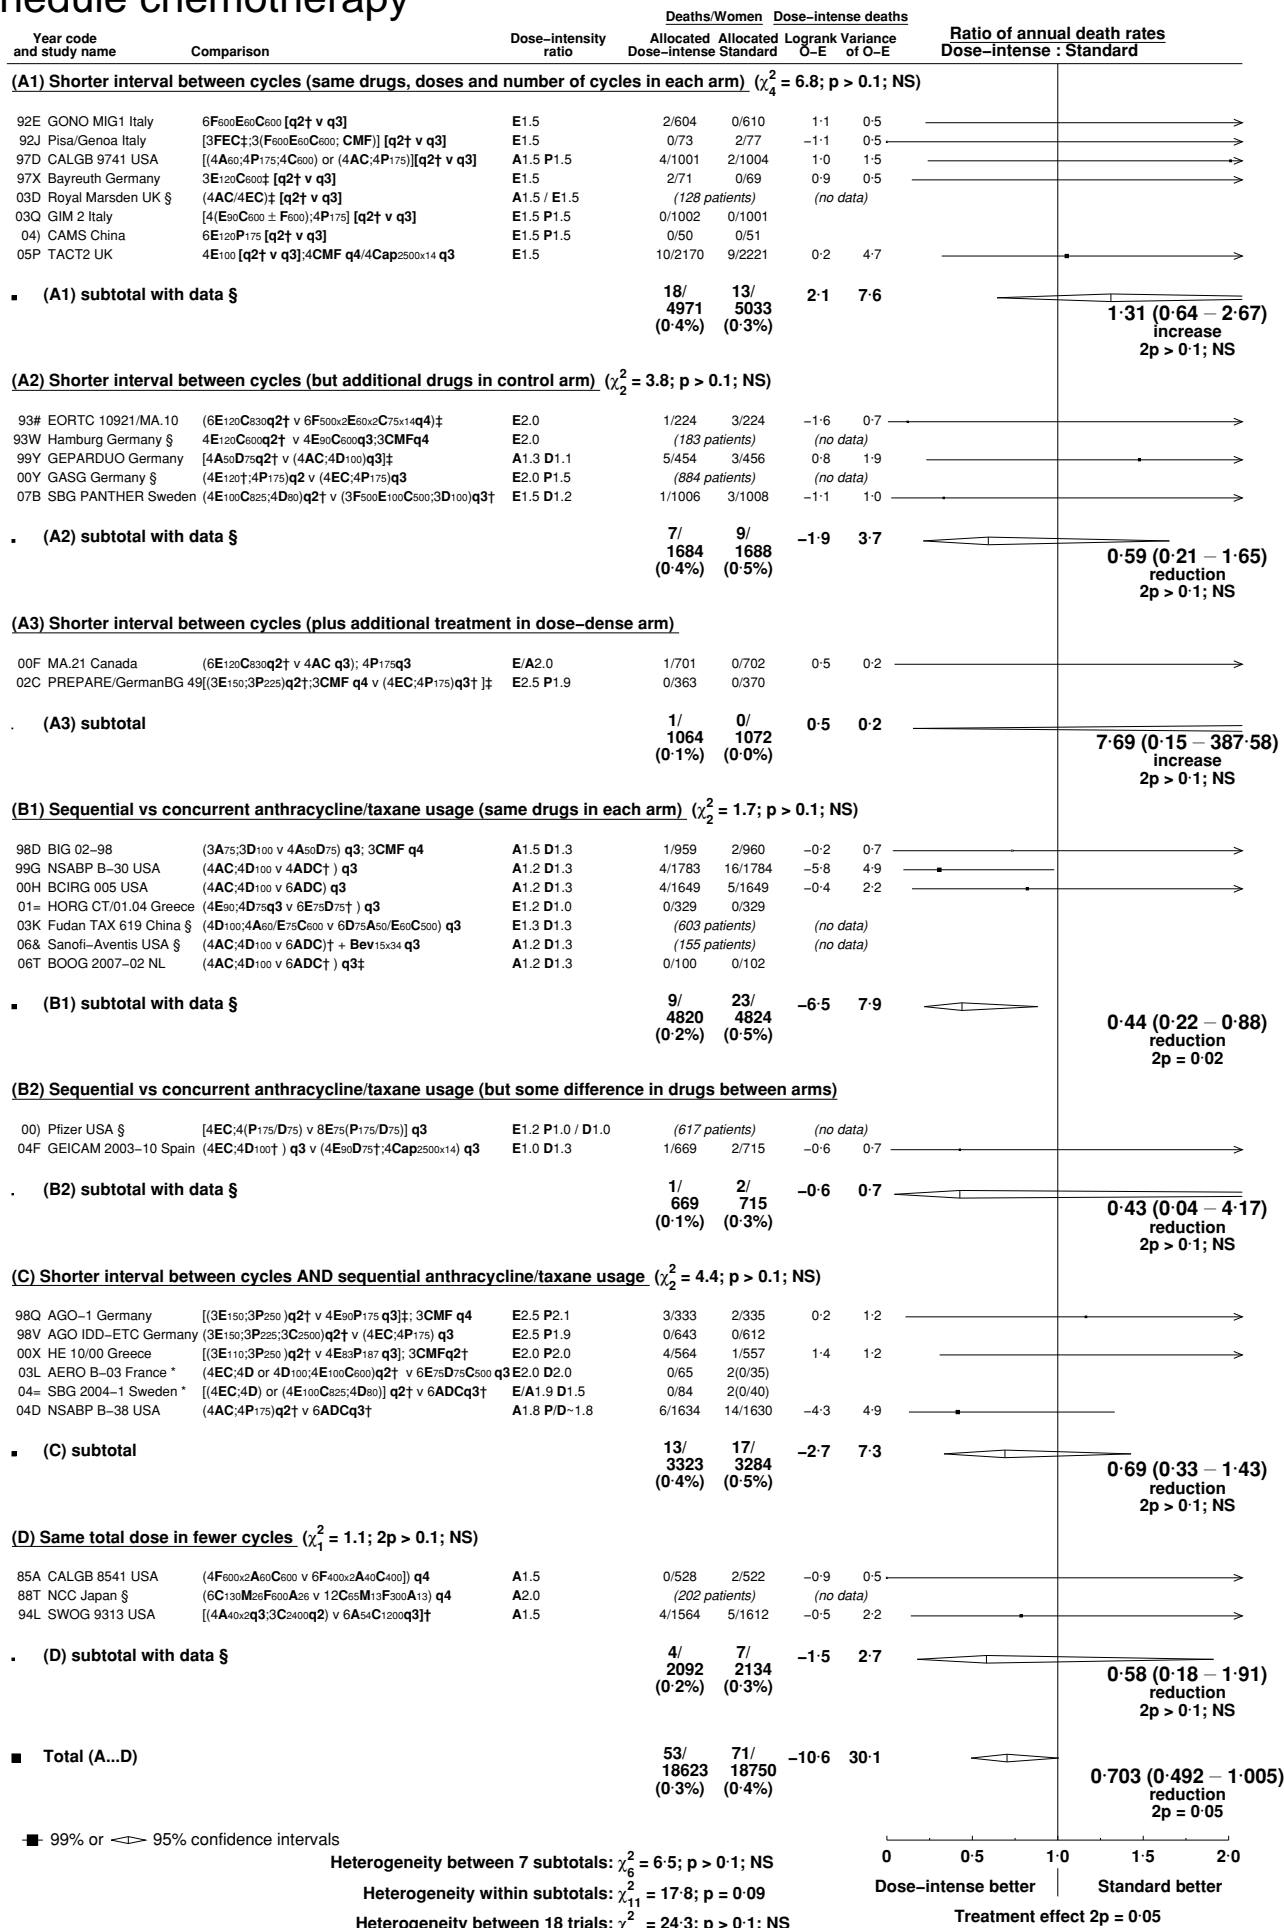 nedule chemotherapy
Deaths/Women Dose–intense deaths
Year code and study name Comparison Dose–intensity ratio Allocated Dose–intense Allocated Standard Logrank O–E Variance of O–E Ratio of annual death rates Dose–intense : Standard
(A1) Shorter interval between cycles (same drugs, doses and number of cycles in each arm) (χ²₄ = 6.8; p > 0.1; NS)
92E GONO MIG1 Italy 6F600E60C600 [q2† v q3] E1.5 2/604 0/610 1·1 0·5
92J Pisa/Genoa Italy [3FEC‡;3(F600E60C600; CMF)] [q2† v q3] E1.5 0/73 2/77 –1·1 0·5
97D CALGB 9741 USA [(4A60;4P175;4C600) or (4AC;4P175)][q2† v q3] A1.5 P1.5 4/1001 2/1004 1·0 1·5
97X Bayreuth Germany 3E120C600‡ [q2† v q3] E1.5 2/71 0/69 0·9 0·5
03D Royal Marsden UK § (4AC/4EC)‡ [q2† v q3] A1.5 / E1.5 (128 patients) (no data)
03Q GIM 2 Italy [4(E90C600 ± F600);4P175] [q2† v q3] E1.5 P1.5 0/1002 0/1001
04) CAMS China 6E120P175 [q2† v q3] E1.5 P1.5 0/50 0/51
05P TACT2 UK 4E100 [q2† v q3];4CMF q4/4Cap2500x14 q3 E1.5 10/2170 9/2221 0·2 4·7
(A1) subtotal with data § 18/ 4971 (0·4%) 13/ 5033 (0·3%) 2·1 7·6
1·31 (0·64 – 2·67)
increase
2p > 0·1; NS
(A2) Shorter interval between cycles (but additional drugs in control arm) (χ²₂ = 3.8; p > 0.1; NS)
93# EORTC 10921/MA.10 (6E120C830q2† v 6F500x2E60x2C75x14q4)‡ E2.0 1/224 3/224 –1·6 0·7
93W Hamburg Germany § 4E120C600q2† v 4E90C600q3;3CMFq4 E2.0 (183 patients) (no data)
99Y GEPARDUO Germany [4A50D75q2† v (4AC;4D100)q3]‡ A1.3 D1.1 5/454 3/456 0·8 1·9
00Y GASG Germany § (4E120†;4P175)q2 v (4EC;4P175)q3 E2.0 P1.5 (884 patients) (no data)
07B SBG PANTHER Sweden (4E100C825;4D80)q2† v (3F500E100C500;3D100)q3† E1.5 D1.2 1/1006 3/1008 –1·1 1·0
(A2) subtotal with data § 7/ 1684 (0·4%) 9/ 1688 (0·5%) –1·9 3·7
0·59 (0·21 – 1·65)
reduction
2p > 0·1; NS
(A3) Shorter interval between cycles (plus additional treatment in dose–dense arm)
00F MA.21 Canada (6E120C830q2† v 4AC q3); 4P175q3 E/A2.0 1/701 0/702 0·5 0·2
02C PREPARE/GermanBG 49[(3E150;3P225)q2†;3CMF q4 v (4EC;4P175)q3† ]‡ E2.5 P1.9 0/363 0/370
(A3) subtotal 1/ 1064 (0·1%) 0/ 1072 (0·0%) 0·5 0·2
7·69 (0·15 – 387·58)
increase
2p > 0·1; NS
(B1) Sequential vs concurrent anthracycline/taxane usage (same drugs in each arm) (χ²₂ = 1.7; p > 0.1; NS)
98D BIG 02–98 (3A75;3D100 v 4A50D75) q3; 3CMF q4 A1.5 D1.3 1/959 2/960 –0·2 0·7
99G NSABP B–30 USA (4AC;4D100 v 4ADC† ) q3 A1.2 D1.3 4/1783 16/1784 –5·8 4·9
00H BCIRG 005 USA (4AC;4D100 v 6ADC) q3 A1.2 D1.3 4/1649 5/1649 –0·4 2·2
01= HORG CT/01.04 Greece (4E90;4D75q3 v 6E75D75† ) q3 E1.2 D1.0 0/329 0/329
03K Fudan TAX 619 China § (4D100;4A60/E75C600 v 6D75A50/E60C500) q3 E1.3 D1.3 (603 patients) (no data)
06& Sanofi–Aventis USA § (4AC;4D100 v 6ADC)† + Bev15x34 q3 A1.2 D1.3 (155 patients) (no data)
06T BOOG 2007–02 NL (4AC;4D100 v 6ADC† ) q3‡ A1.2 D1.3 0/100 0/102
(B1) subtotal with data § 9/ 4820 (0·2%) 23/ 4824 (0·5%) –6·5 7·9
0·44 (0·22 – 0·88)
reduction
2p = 0·02
(B2) Sequential vs concurrent anthracycline/taxane usage (but some difference in drugs between arms)
00) Pfizer USA § [4EC;4(P175/D75) v 8E75(P175/D75)] q3 E1.2 P1.0 / D1.0 (617 patients) (no data)
04F GEICAM 2003–10 Spain (4EC;4D100† ) q3 v (4E90D75†;4Cap2500x14) q3 E1.0 D1.3 1/669 2/715 –0·6 0·7
(B2) subtotal with data § 1/ 669 (0·1%) 2/ 715 (0·3%) –0·6 0·7
0·43 (0·04 – 4·17)
reduction
2p > 0·1; NS
(C) Shorter interval between cycles AND sequential anthracycline/taxane usage (χ²₂ = 4.4; p > 0.1; NS)
98Q AGO–1 Germany [(3E150;3P250 )q2† v 4E90P175 q3]‡; 3CMF q4 E2.5 P2.1 3/333 2/335 0·2 1·2
98V AGO IDD–ETC Germany (3E150;3P225;3C2500)q2† v (4EC;4P175) q3 E2.5 P1.9 0/643 0/612
00X HE 10/00 Greece [(3E110;3P250 )q2† v 4E83P187 q3]; 3CMFq2† E2.0 P2.0 4/564 1/557 1·4 1·2
03L AERO B–03 France * (4EC;4D or 4D100;4E100C600)q2† v 6E75D75C500 q3 E2.0 D2.0 0/65 2(0/35)
04= SBG 2004–1 Sweden * [(4EC;4D) or (4E100C825;4D80)] q2† v 6ADCq3† E/A1.9 D1.5 0/84 2(0/40)
04D NSABP B–38 USA (4AC;4P175)q2† v 6ADCq3† A1.8 P/D~1.8 6/1634 14/1630 –4·3 4·9
(C) subtotal 13/ 3323 (0·4%) 17/ 3284 (0·5%) –2·7 7·3
0·69 (0·33 – 1·43)
reduction
2p > 0·1; NS
(D) Same total dose in fewer cycles (χ²₁ = 1.1; 2p > 0.1; NS)
85A CALGB 8541 USA (4F600x2A60C600 v 6F400x2A40C400]) q4 A1.5 0/528 2/522 –0·9 0·5
88T NCC Japan § (6C130M26F600A26 v 12C65M13F300A13) q4 A2.0 (202 patients) (no data)
94L SWOG 9313 USA [(4A40x2q3;3C2400q2) v 6A54C1200q3]† A1.5 4/1564 5/1612 –0·5 2·2
(D) subtotal with data § 4/ 2092 (0·2%) 7/ 2134 (0·3%) –1·5 2·7
0·58 (0·18 – 1·91)
reduction
2p > 0·1; NS
Total (A...D) 53/ 18623 (0·3%) 71/ 18750 (0·4%) –10·6 30·1
0·703 (0·492 – 1·005)
reduction
2p = 0·05
99% or 95% confidence intervals
0 0·5 1·0 1·5 2·0
Heterogeneity between 7 subtotals: χ²₆ = 6·5; p > 0·1; NS
Dose–intense better Standard better
Heterogeneity within subtotals: χ²₁₁ = 17·8; p = 0·09
Treatment effect 2p = 0·05
Heterogeneity between 18 trials: χ² = 24·3; p > 0·1; NS